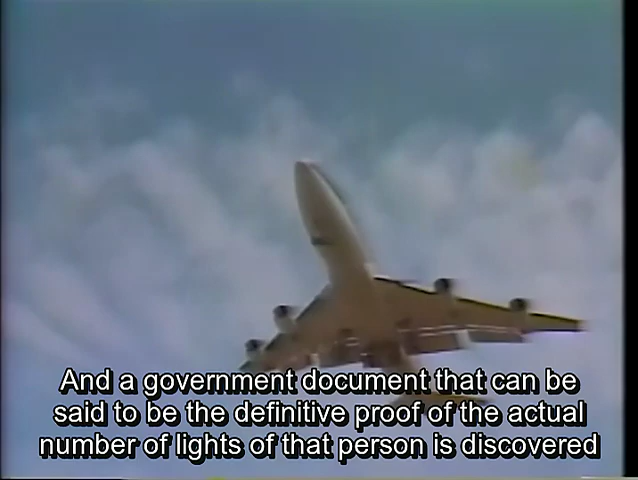 And a government document that can be
said to be the definitive proof of the actual
number of lights of that person is discovered